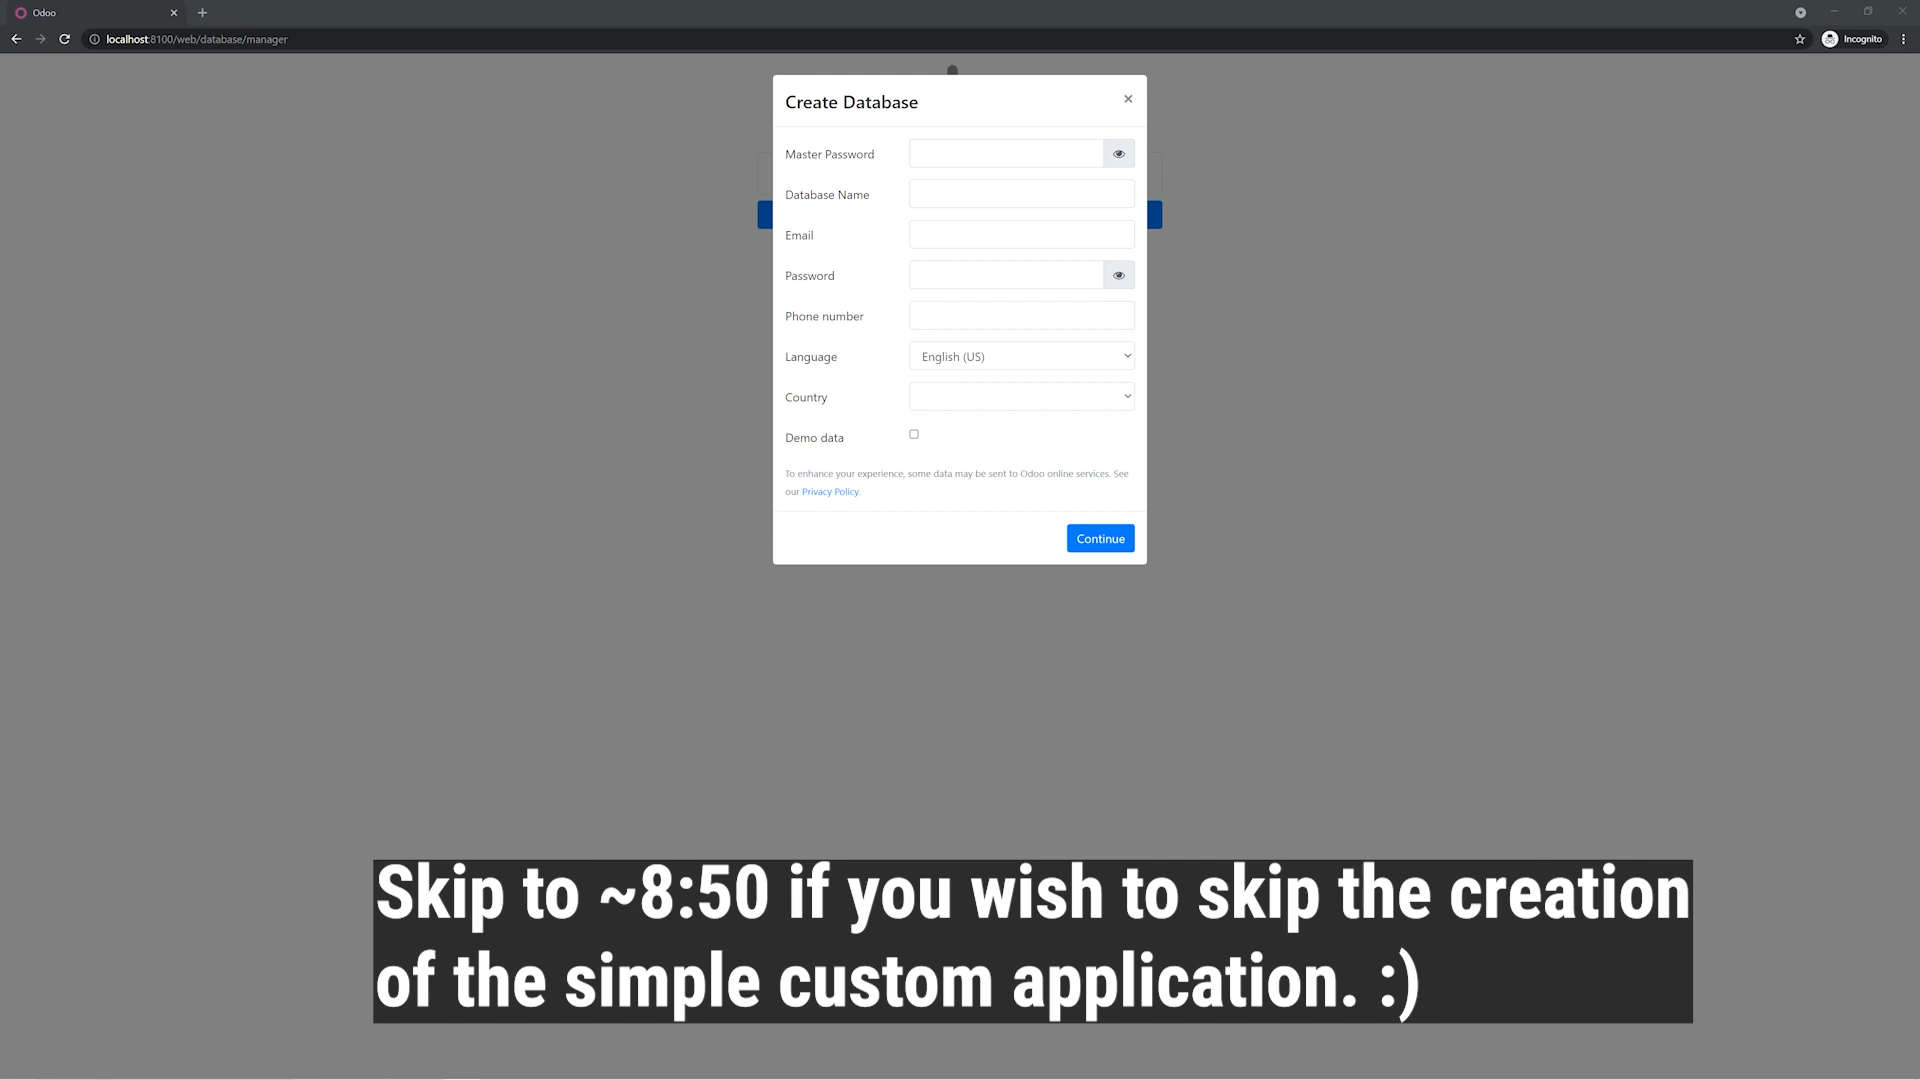 Odoo
localhost:8100/web/database/manager
Incognito
Create Database
Master Password
Database Name
Email
Password
Phone number
Language
English (US)
Country
Demo data
To enhance your experience, some data may be sent to Odoo online services. See
our Privacy Policy.
Continue
Skip to ~8:50 if you wish to skip the creation
of the simple custom application. :)